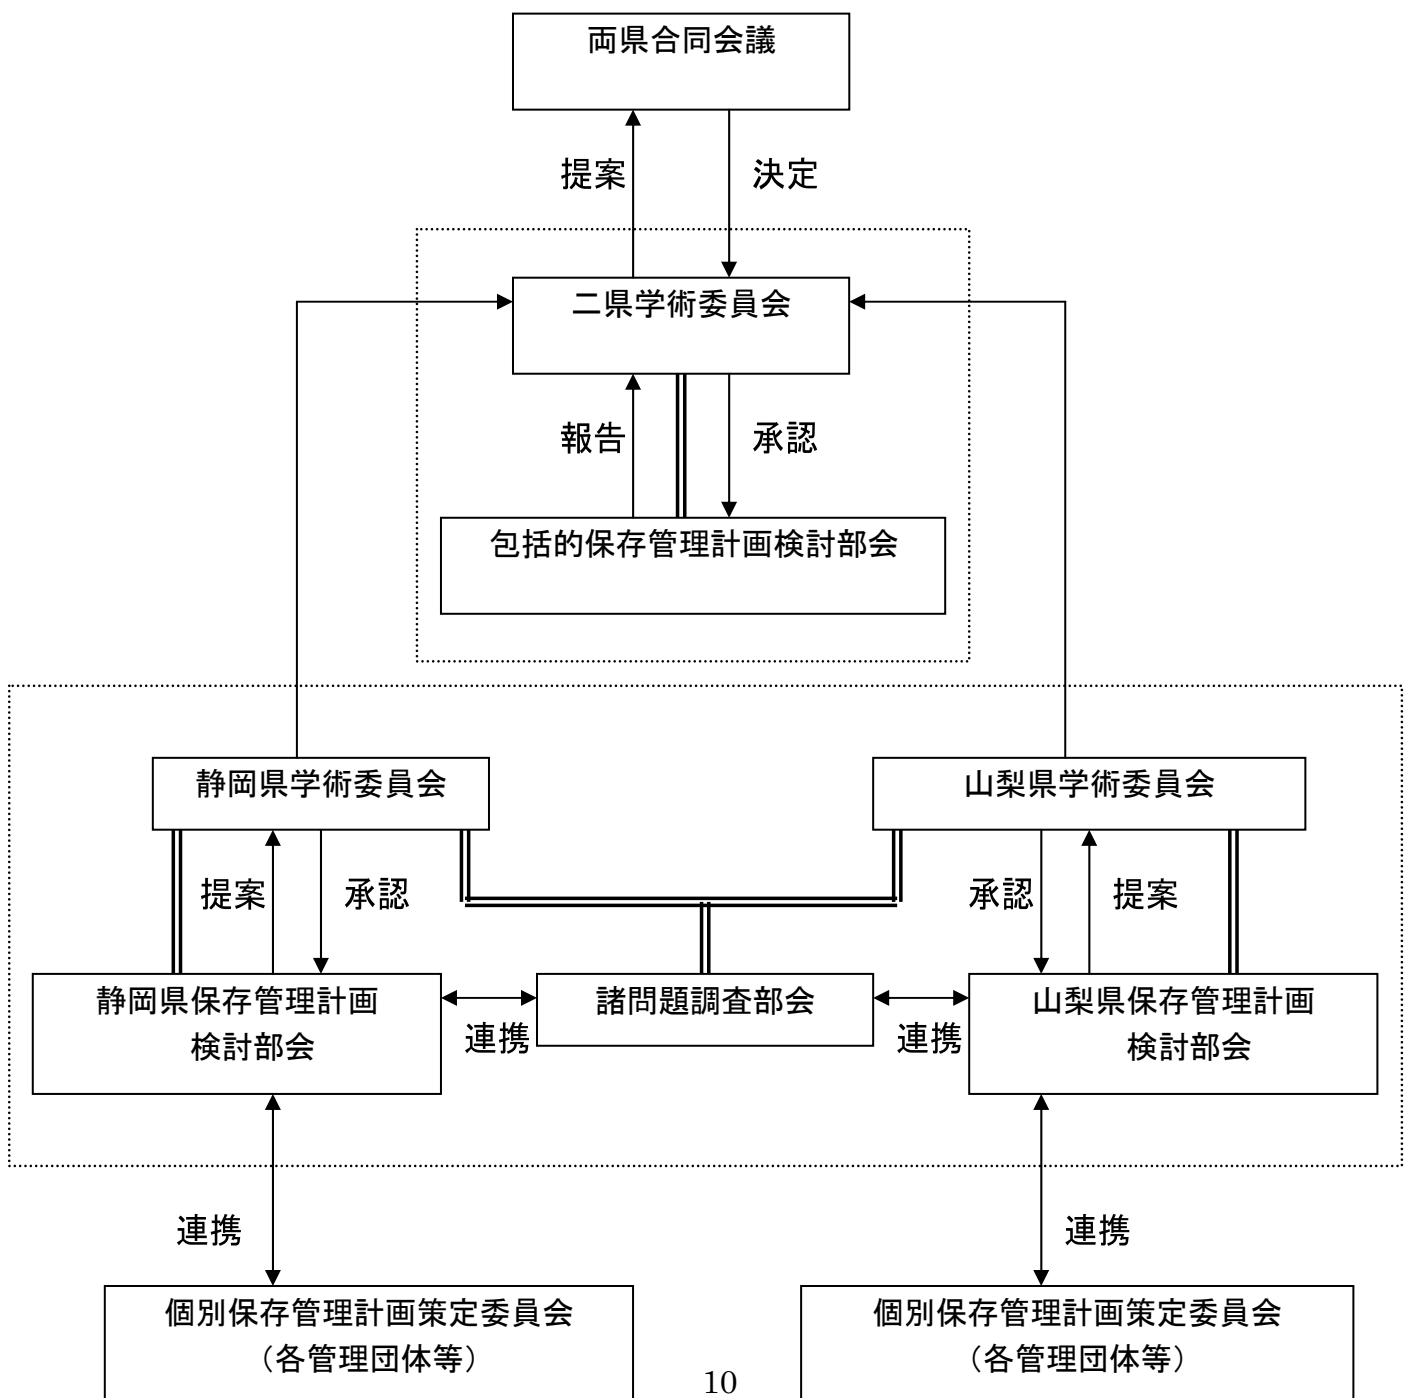 両県合同会議
提案
決定
二県学術委員会
報告
承認
包括的保存管理計画検討部会
静岡県学術委員会
山梨県学術委員会
提案
承認
承認
提案
静岡県保存管理計画
検討部会
連携
諸問題調査部会
連携
山梨県保存管理計画
検討部会
連携
連携
個別保存管理計画策定委員会
（各管理団体等）
個別保存管理計画策定委員会
（各管理団体等）
10